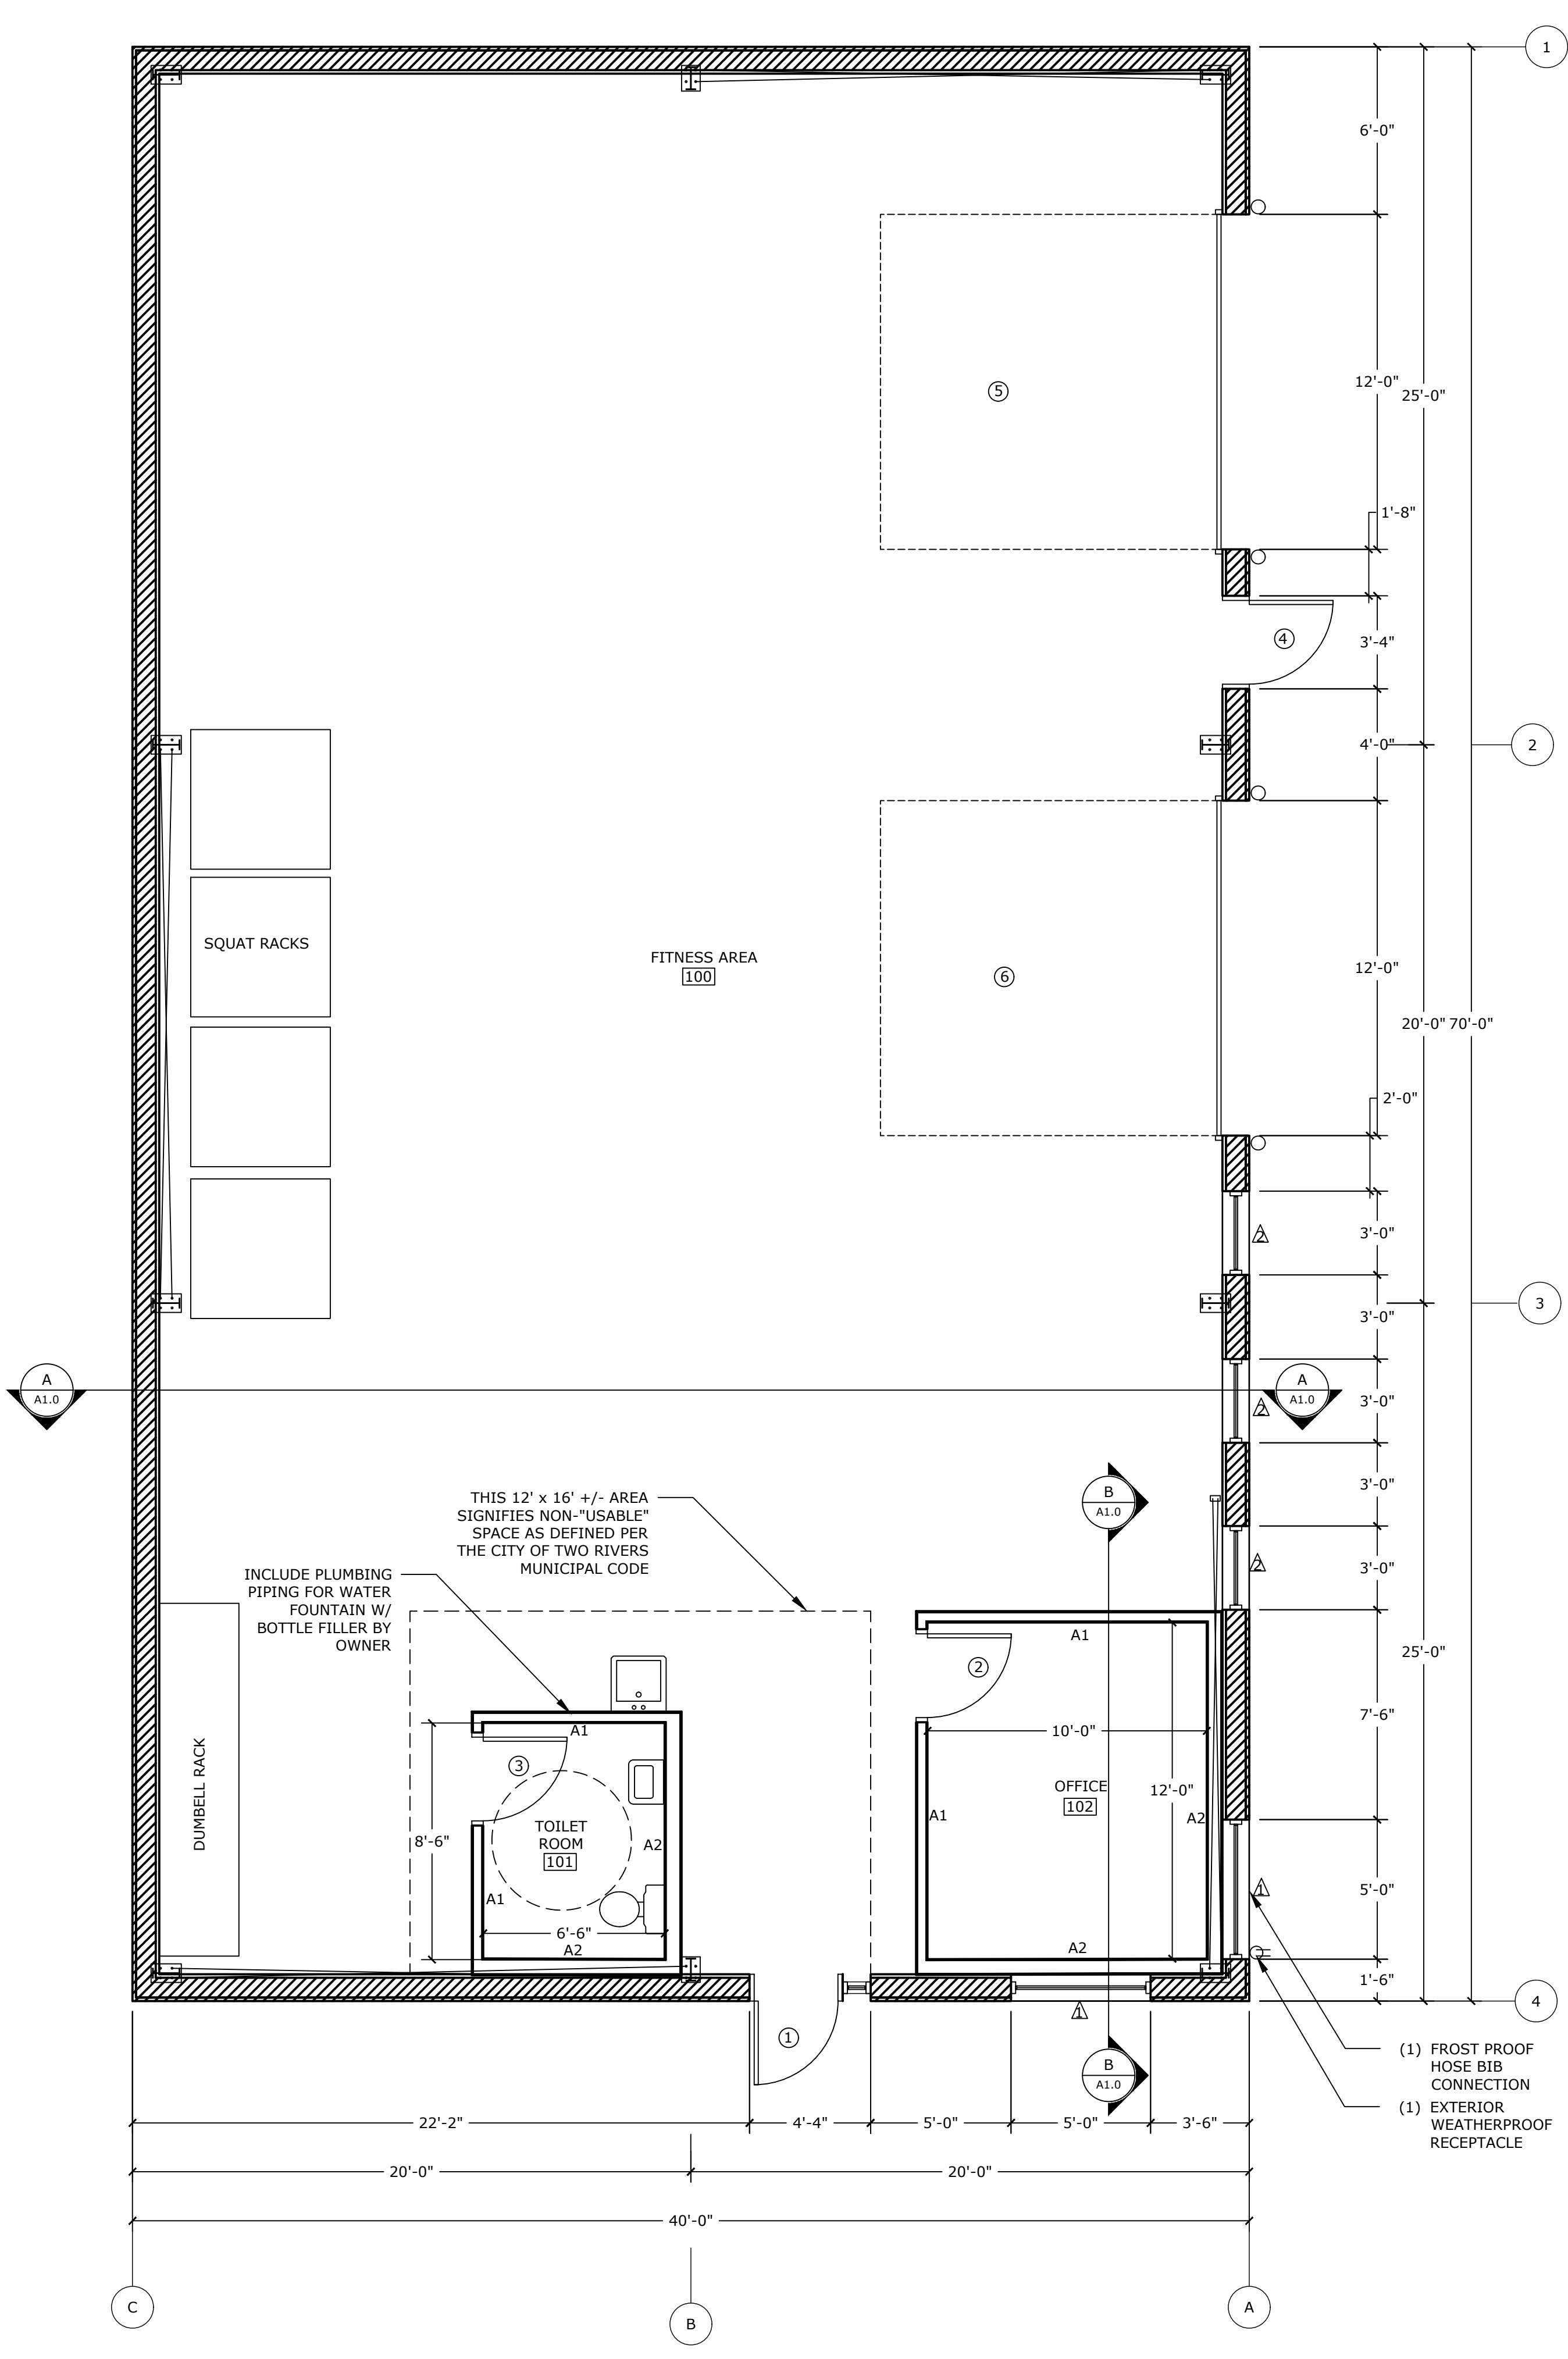 1
6'-0"
5
12'-0"
25'-0"
1'-8"
4
3'-4"
4'-0"
2
SQUAT RACKS
FITNESS AREA
100
6
12'-0"
20'-0"
70'-0"
2'-0"
2
3'-0"
3'-0"
3
A
A1.0
A
A1.0
2
3'-0"
THIS 12' x 16' +/- AREA
SIGNIFIES NON-"USABLE"
SPACE AS DEFINED PER
THE CITY OF TWO RIVERS
MUNICIPAL CODE
B
A1.0
3'-0"
2
3'-0"
INCLUDE PLUMBING
PIPING FOR WATER
FOUNTAIN W/
BOTTLE FILLER BY
OWNER
A1
25'-0"
2
7'-6"
A1
10'-0"
3
DUMBELL RACK
OFFICE
102
12'-0"
A1
A2
TOILET
ROOM
101
8'-6"
A2
A1
1
5'-0"
6'-6"
A2
A2
1'-6"
4
1
1
(1) FROST PROOF
HOSE BIB
CONNECTION
(1) EXTERIOR
WEATHERPROOF
RECEPTACLE
B
A1.0
22'-2"
4'-4"
5'-0"
5'-0"
3'-6"
20'-0"
20'-0"
40'-0"
C
B
A